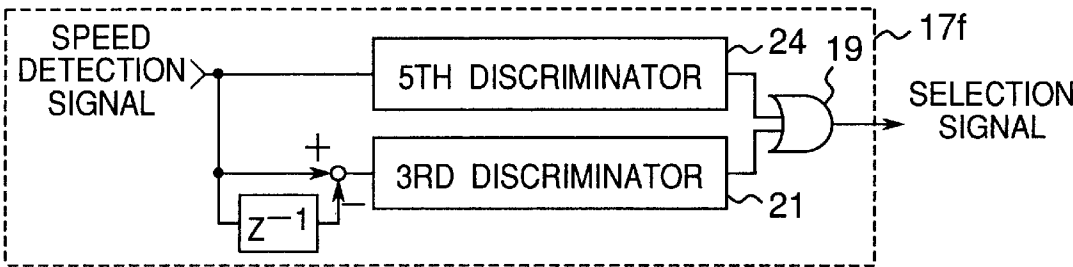 SPEED
DETECTION
SIGNAL
5TH DISCRIMINATOR
24
19
17f
SELECTION
SIGNAL
+
−
3RD DISCRIMINATOR
21
Z−1